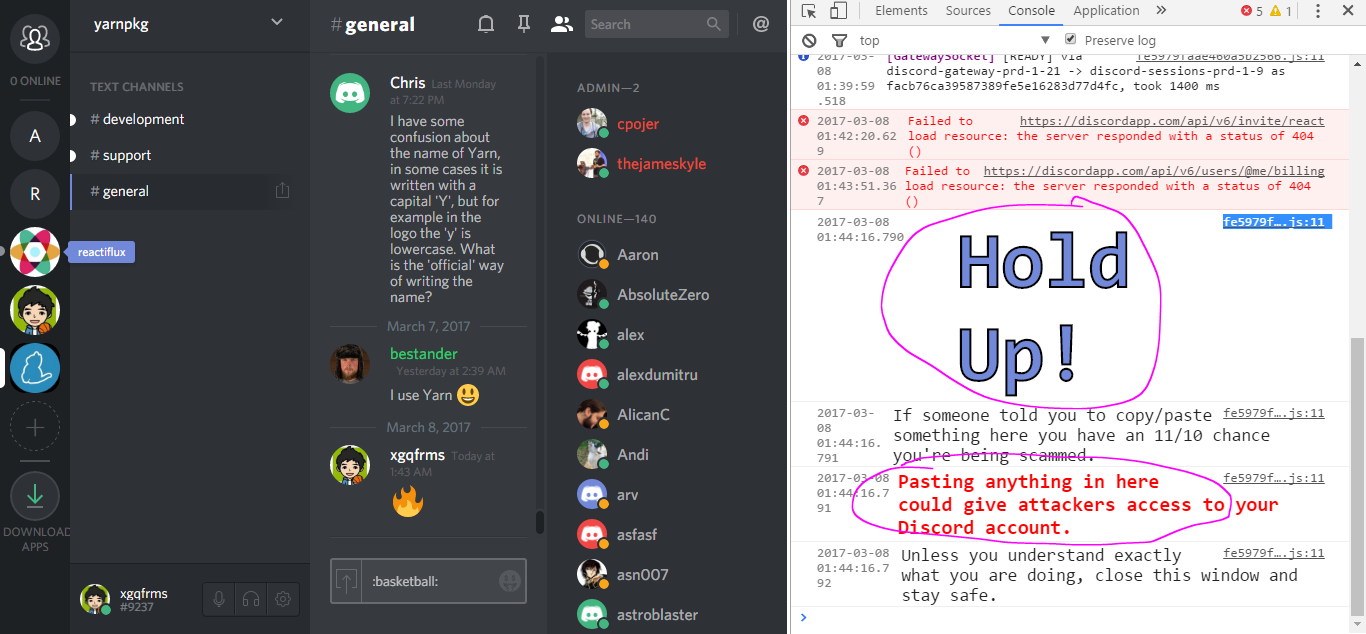 0 ONLINE
A
R
reactiflux
DOWNLOAD
APPS
yarnpkg
TEXT CHANNELS
# development
# support
# general
xgqfrms
#9237
#general
Search
@
Chris Last Monday
at 7:22 PM
I have some
confusion about
the name of Yarn,
in some cases it is
written with a
capital 'Y', but for
example in the
logo the 'y' is
lowercase. What
is the 'official' way
of writing the
name?
March 7, 2017
bestander
Yesterday at 2:39 AM
I use Yarn 😃
March 8, 2017
xgqfrms Today at
1:43 AM
🔥
:basketball:
ADMIN—2
cpojer
thejameskyle
ONLINE—140
Aaron
AbsoluteZero
alex
alexdumitru
AlicanC
Andi
arv
asfasf
asn007
astroblaster
Elements Sources Console Application » 5 1
top Preserve log
2017-03- [GatewaySocket] [READY] via
08 discord-gateway-prd-1-21 -> discord-sessions-prd-1-9 as
01:39:59 facb76ca39587389fe5e16283d77d4fc, took 1400 ms
.518
2017-03-08 Failed to https://discordapp.com/api/v6/invite/react
01:42:20.62 load resource: the server responded with a status of 404
9 ()
2017-03-08 Failed to https://discordapp.com/api/v6/users/@me/billing
01:43:51.36 load resource: the server responded with a status of 404
7 ()
2017-03-08 fe5979f….js:11
01:44:16.790
Hold
Up!
2017-03- If someone told you to copy/paste fe5979f….js:11
08 something here you have an 11/10 chance
01:44:16. you're being scammed.
791
2017-03-08 Pasting anything in here fe5979f….js:11
01:44:16.7 could give attackers access to your
91 Discord account.
2017-03-08 Unless you understand exactly fe5979f….js:11
01:44:16.7 what you are doing, close this window and
92 stay safe.
>